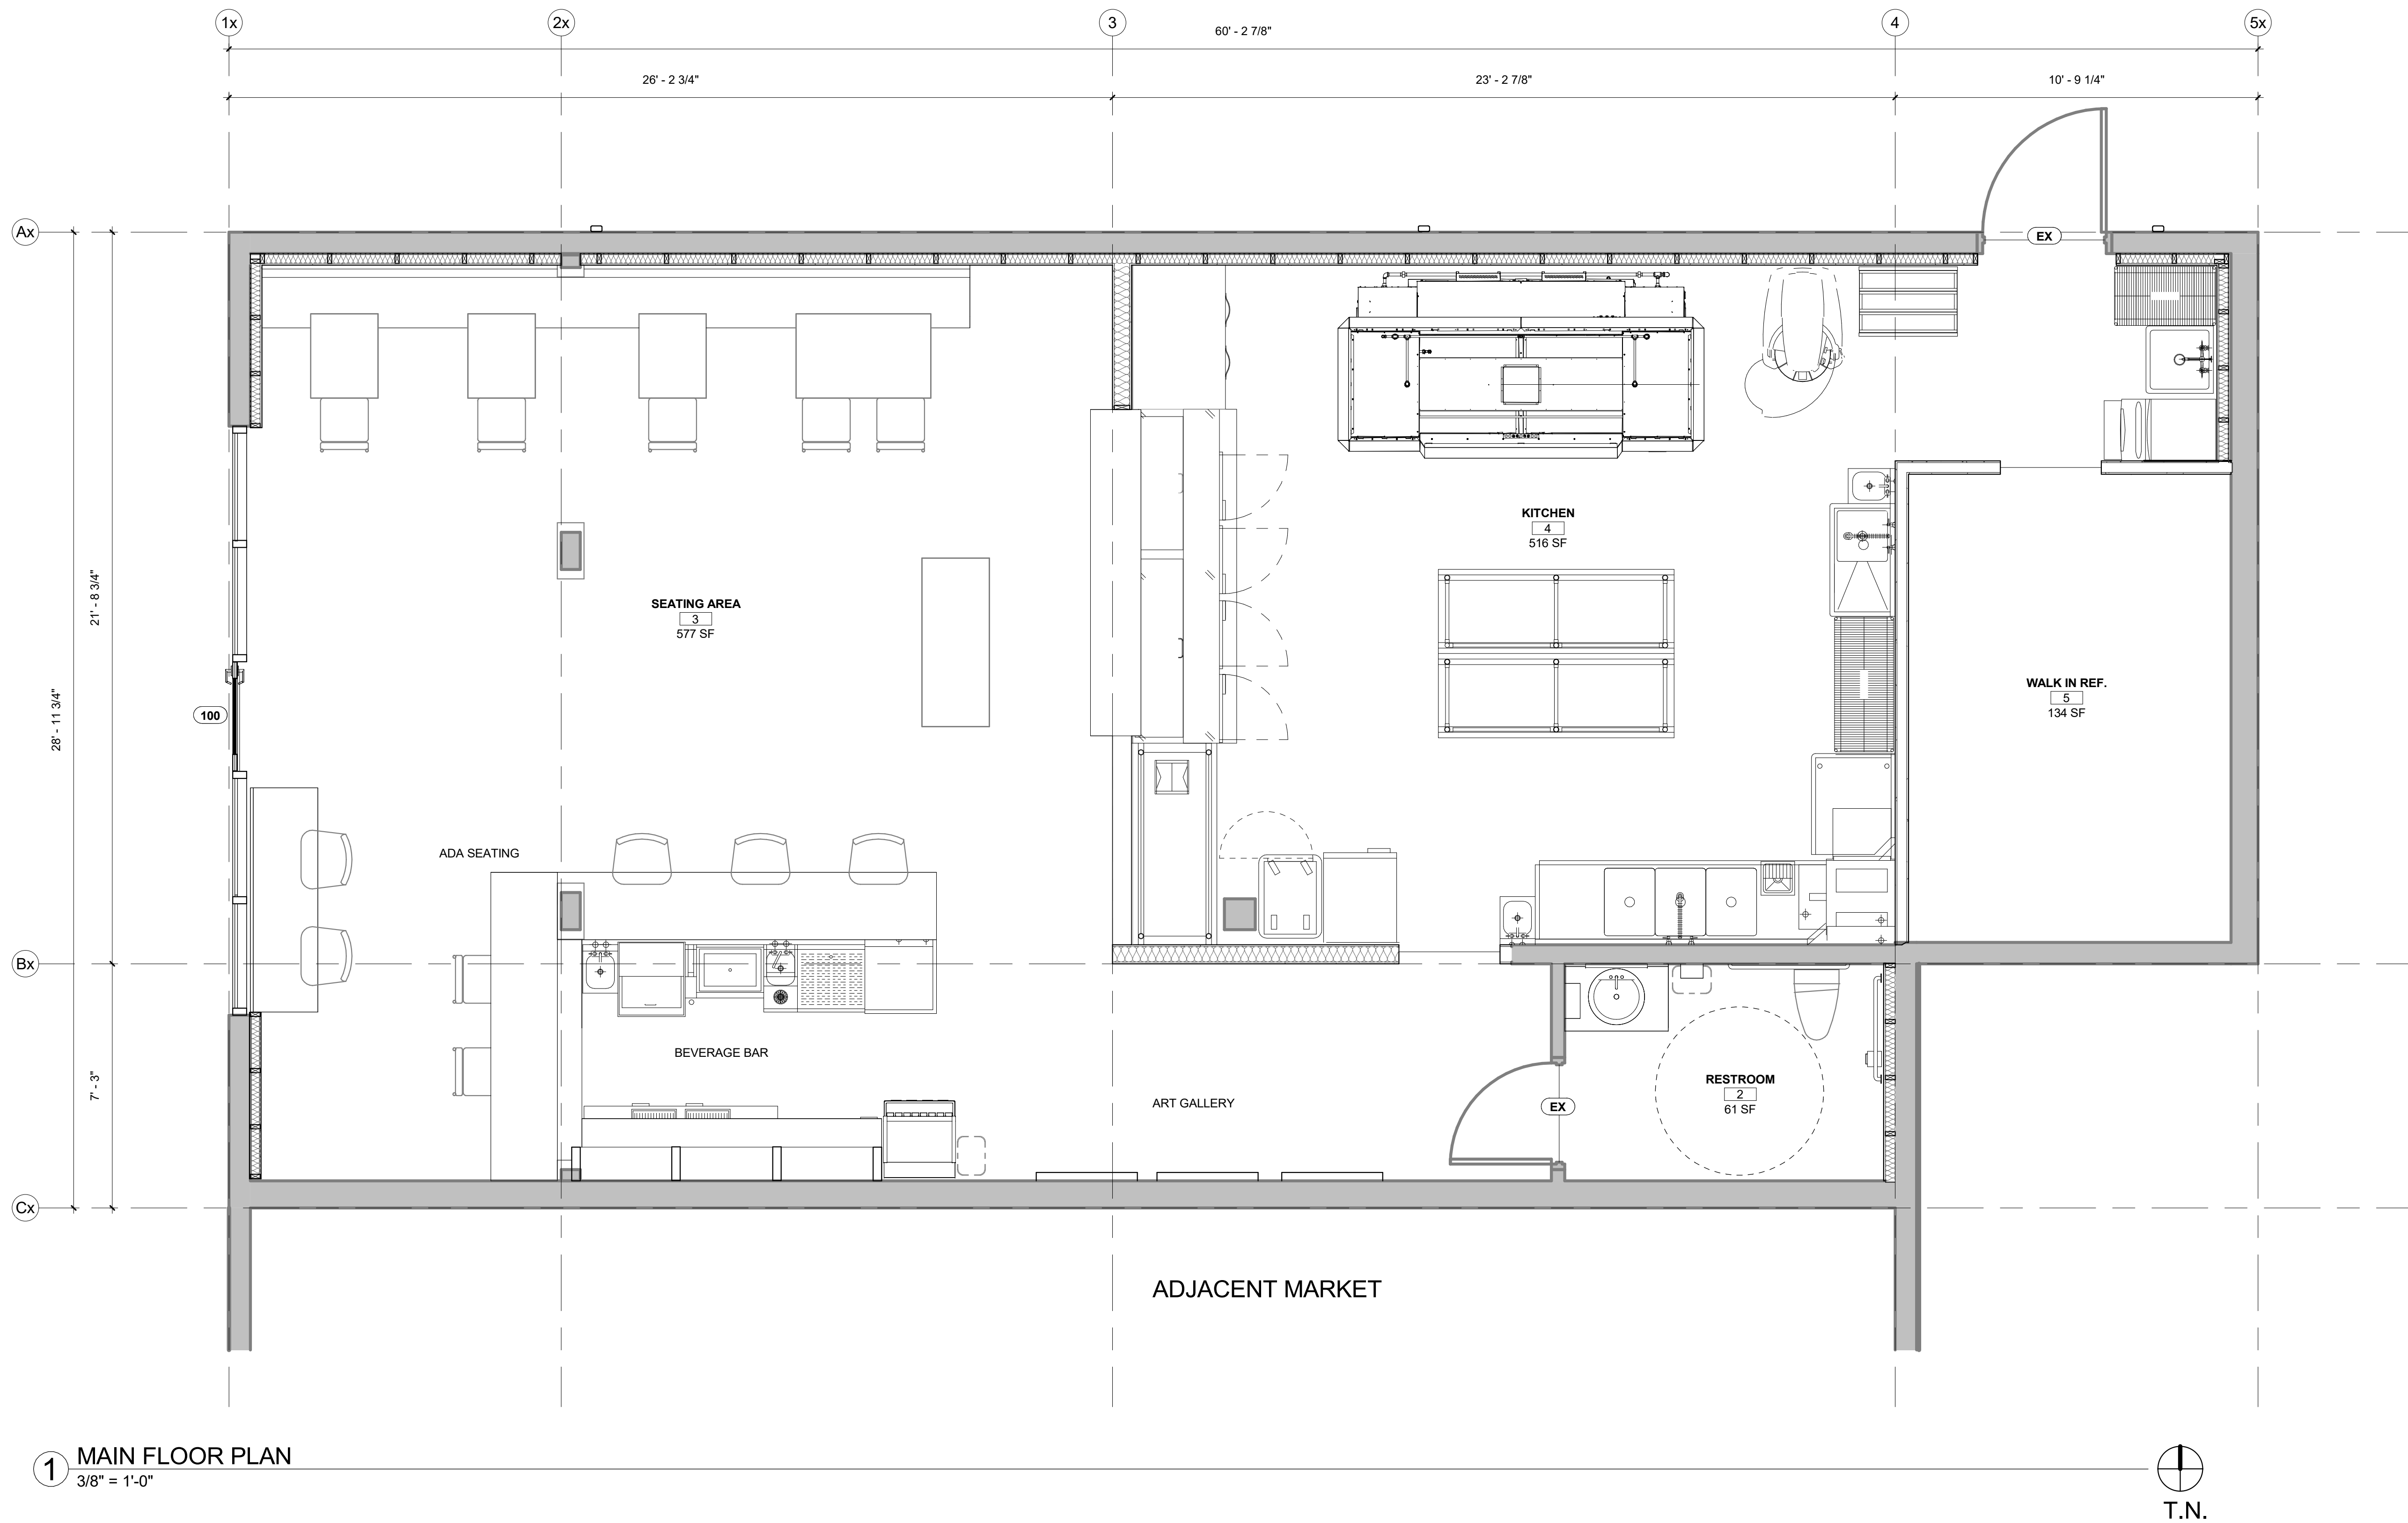 1x
2x
3
4
5x
60' - 2 7/8"
26' - 2 3/4"
23' - 2 7/8"
10' - 9 1/4"
Ax
EX
KITCHEN
4
516 SF
21' - 8 3/4"
SEATING AREA
3
577 SF
WALK IN REF.
5
134 SF
28' - 11 3/4"
100
ADA SEATING
Bx
BEVERAGE BAR
7' - 3"
ART GALLERY
EX
RESTROOM
2
61 SF
Cx
ADJACENT MARKET
1
MAIN FLOOR PLAN
3/8" = 1'-0"
T.N.